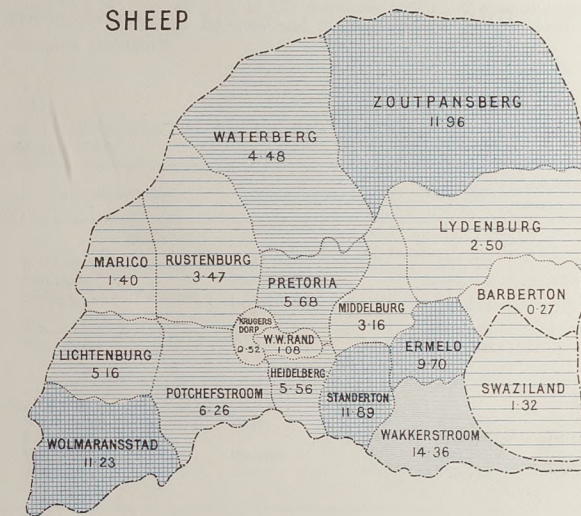 SHEEP
ZOUTPANSBERG
11·96
WATERBERG
4·48
LYDENBURG
2·50
MARICO
1·40
RUSTENBURG
3·47
PRETORIA
5·68
BARBERTON
0·27
MIDDELBURG
3·16
KRUGERS
DORP
0·52
W.W.RAND
1·08
ERMELO
9·70
LICHTENBURG
5·16
HEIDELBERG
5·56
SWAZILAND
1·32
POTCHEFSTROOM
6·26
STANDERTON
11·89
WAKKERSTROOM
14·36
WOLMARANSSTAD
11·23